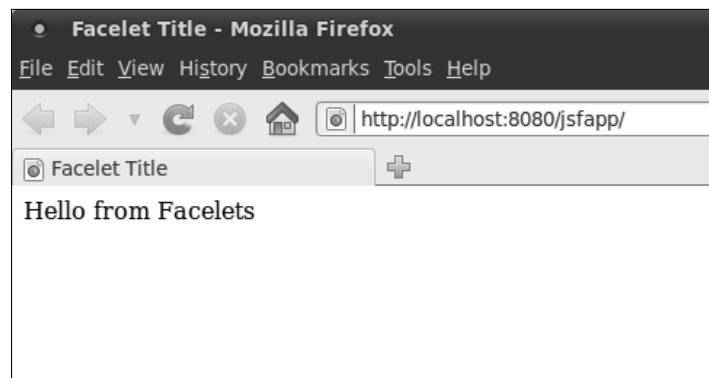 Facelet Title - Mozilla Firefox
File Edit View History Bookmarks Tools Help
http://localhost:8080/jsfapp/
Facelet Title
Hello from Facelets